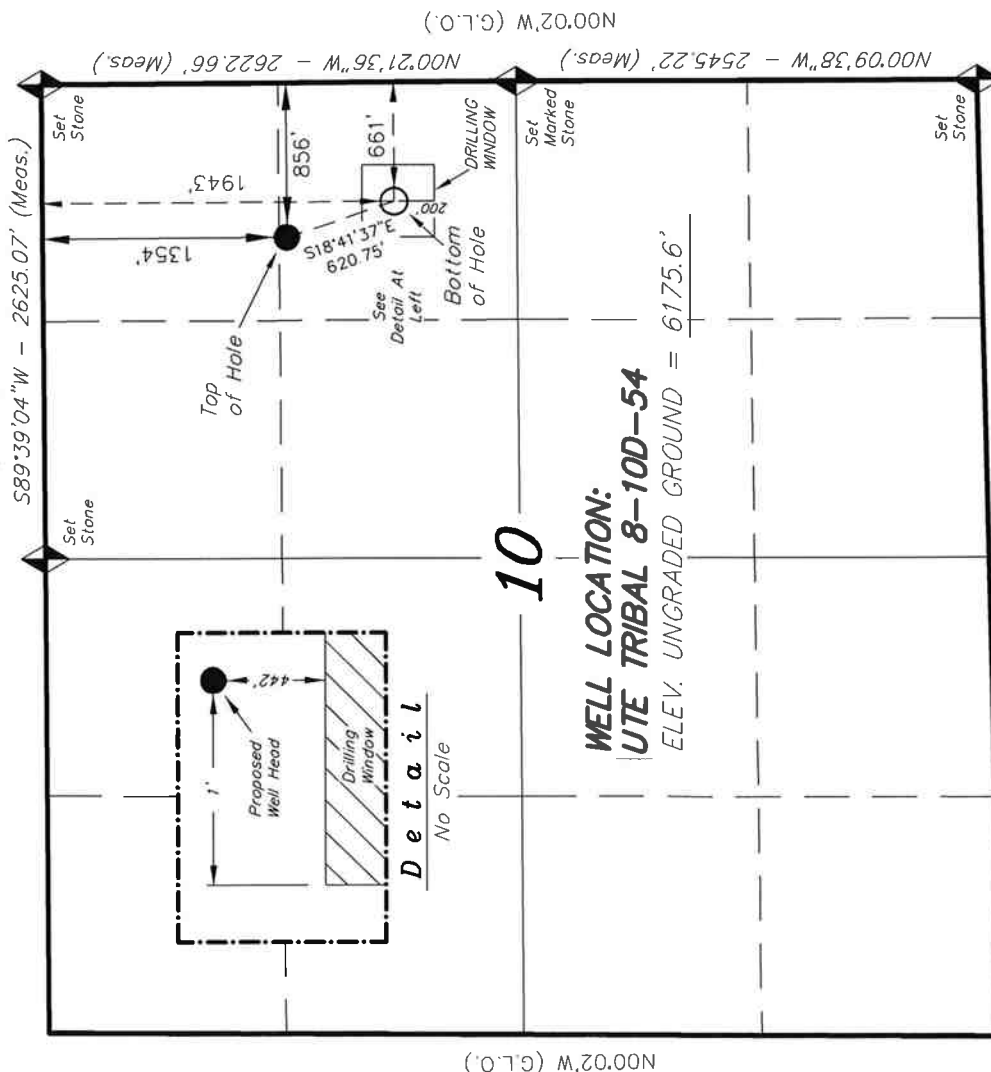 S89°39'04"W - 2625.07' (Meas.)
N00°02'W (G.L.O.)
N00°21'36"W - 2622.66' (Meas.)
N00°09'38"W - 2545.22' (Meas.)
Set
Stone
Set
Stone
1943'
1354'
856'
661'
DRILLING
WINDOW
200'
S18°41'37"E
620.75'
Top
of Hole
See
Detail At
Left
Bottom
of Hole
Set
Marked
Stone
Set
Stone
442'
1'
Proposed
Well Head
Drilling
Window
Detail
No Scale
10
WELL LOCATION:
UTE TRIBAL 8-10D-54
ELEV. UNGRADED GROUND = 6175.6'
N00°02'W (G.L.O.)